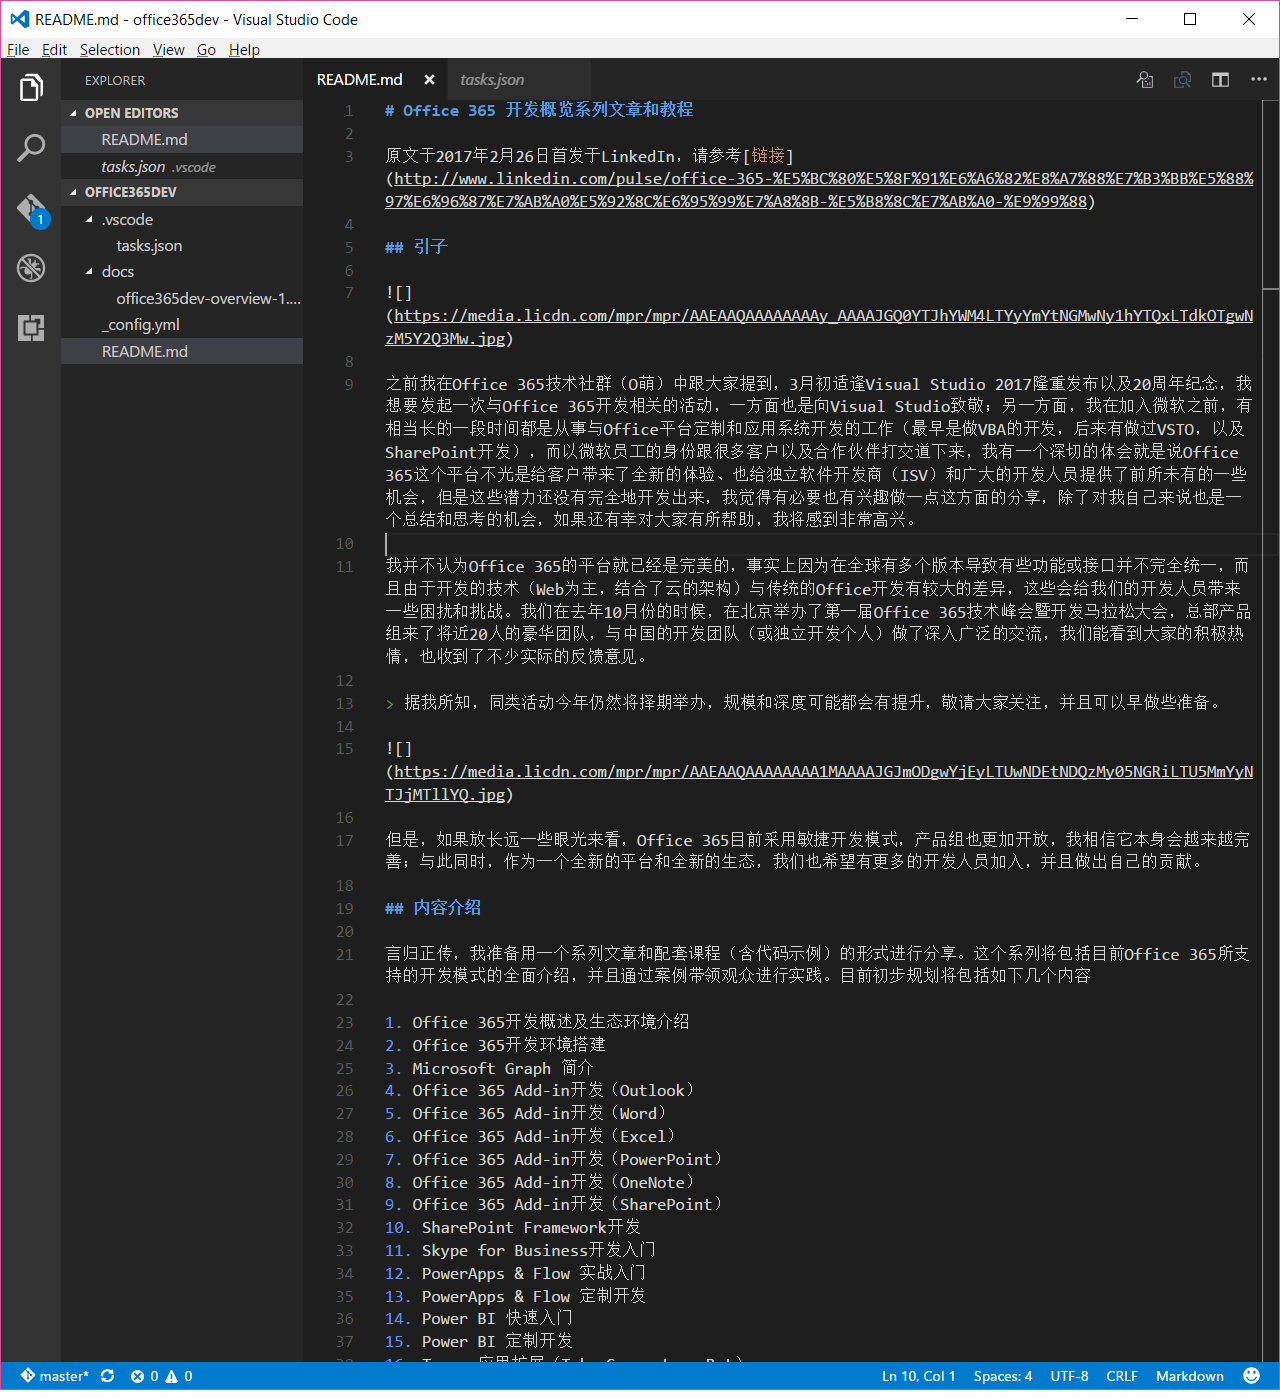 README.md - office365dev - Visual Studio Code
File Edit Selection View Go Help
EXPLORER
OPEN EDITORS
README.md
tasks.json .vscode
OFFICE365DEV
.vscode
tasks.json
docs
office365dev-overview-1....
_config.yml
README.md
1
README.md × tasks.json
1 # Office 365 开发概览系列文章和教程
2
3 原文于2017年2月26日首发于LinkedIn，请参考[链接]
(http://www.linkedin.com/pulse/office-365-%E5%BC%80%E5%8F%91%E6%A6%82%E8%A7%88%E7%B3%BB%E5%88%
97%E6%96%87%E7%AB%A0%E5%92%8C%E6%95%99%E7%A8%8B-%E5%B8%8C%E7%AB%A0-%E9%99%88)
4
5 ## 引子
6
7 ![]
(https://media.licdn.com/mpr/mpr/AAEAAQAAAAAAAAy_AAAAJGQ0YTJhYWM4LTYyYmYtNGMwNy1hYTQxLTdkOTgwN
zM5Y2Q3Mw.jpg)
8
9 之前我在Office 365技术社群（O萌）中跟大家提到，3月初适逢Visual Studio 2017隆重发布以及20周年纪念，我
想要发起一次与Office 365开发相关的活动，一方面也是向Visual Studio致敬；另一方面，我在加入微软之前，有
相当长的一段时间都是从事与Office平台定制和应用系统开发的工作（最早是做VBA的开发，后来有做过VSTO，以及
SharePoint开发），而以微软员工的身份跟很多客户以及合作伙伴打交道下来，我有一个深切的体会就是说Office
365这个平台不光是给客户带来了全新的体验、也给独立软件开发商（ISV）和广大的开发人员提供了前所未有的一些
机会，但是这些潜力还没有完全地开发出来，我觉得有必要也有兴趣做一点这方面的分享，除了对我自己来说也是一
个总结和思考的机会，如果还有幸对大家有所帮助，我将感到非常高兴。
10
11 我并不认为Office 365的平台就已经是完美的，事实上因为在全球有多个版本导致有些功能或接口并不完全统一，而
且由于开发的技术（Web为主，结合了云的架构）与传统的Office开发有较大的差异，这些会给我们的开发人员带来
一些困扰和挑战。我们在去年10月份的时候，在北京举办了第一届Office 365技术峰会暨开发马拉松大会，总部产品
组来了将近20人的豪华团队，与中国的开发团队（或独立开发个人）做了深入广泛的交流，我们能看到大家的积极热
情，也收到了不少实际的反馈意见。
12
13 > 据我所知，同类活动今年仍然将择期举办，规模和深度可能都会有提升，敬请大家关注，并且可以早做些准备。
14
15 ![]
(https://media.licdn.com/mpr/mpr/AAEAAQAAAAAAAA1MAAAAJGJmODgwYjEyLTUwNDEtNDQzMy05NGRiLTU5MmYyN
TJjMTllYQ.jpg)
16
17 但是，如果放长远一些眼光来看，Office 365目前采用敏捷开发模式，产品组也更加开放，我相信它本身会越来越完
善；与此同时，作为一个全新的平台和全新的生态，我们也希望有更多的开发人员加入，并且做出自己的贡献。
18
19 ## 内容介绍
20
21 言归正传，我准备用一个系列文章和配套课程（含代码示例）的形式进行分享。这个系列将包括目前Office 365所支
持的开发模式的全面介绍，并且通过案例带领观众进行实践。目前初步规划将包括如下几个内容
22
23 1. Office 365开发概述及生态环境介绍
24 2. Office 365开发环境搭建
25 3. Microsoft Graph 简介
26 4. Office 365 Add-in开发（Outlook）
27 5. Office 365 Add-in开发（Word）
28 6. Office 365 Add-in开发（Excel）
29 7. Office 365 Add-in开发（PowerPoint）
30 8. Office 365 Add-in开发（OneNote）
31 9. Office 365 Add-in开发（SharePoint）
32 10. SharePoint Framework开发
33 11. Skype for Business开发入门
34 12. PowerApps & Flow 实战入门
35 13. PowerApps & Flow 定制开发
36 14. Power BI 快速入门
37 15. Power BI 定制开发
master* 0 0 Ln 10, Col 1 Spaces: 4 UTF-8 CRLF Markdown